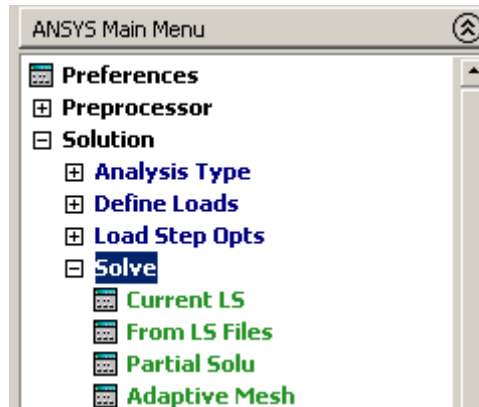 ANSYS Main Menu
Preferences
Preprocessor
Solution
Analysis Type
Define Loads
Load Step Opts
Solve
Current LS
From LS Files
Partial Solu
Adaptive Mesh